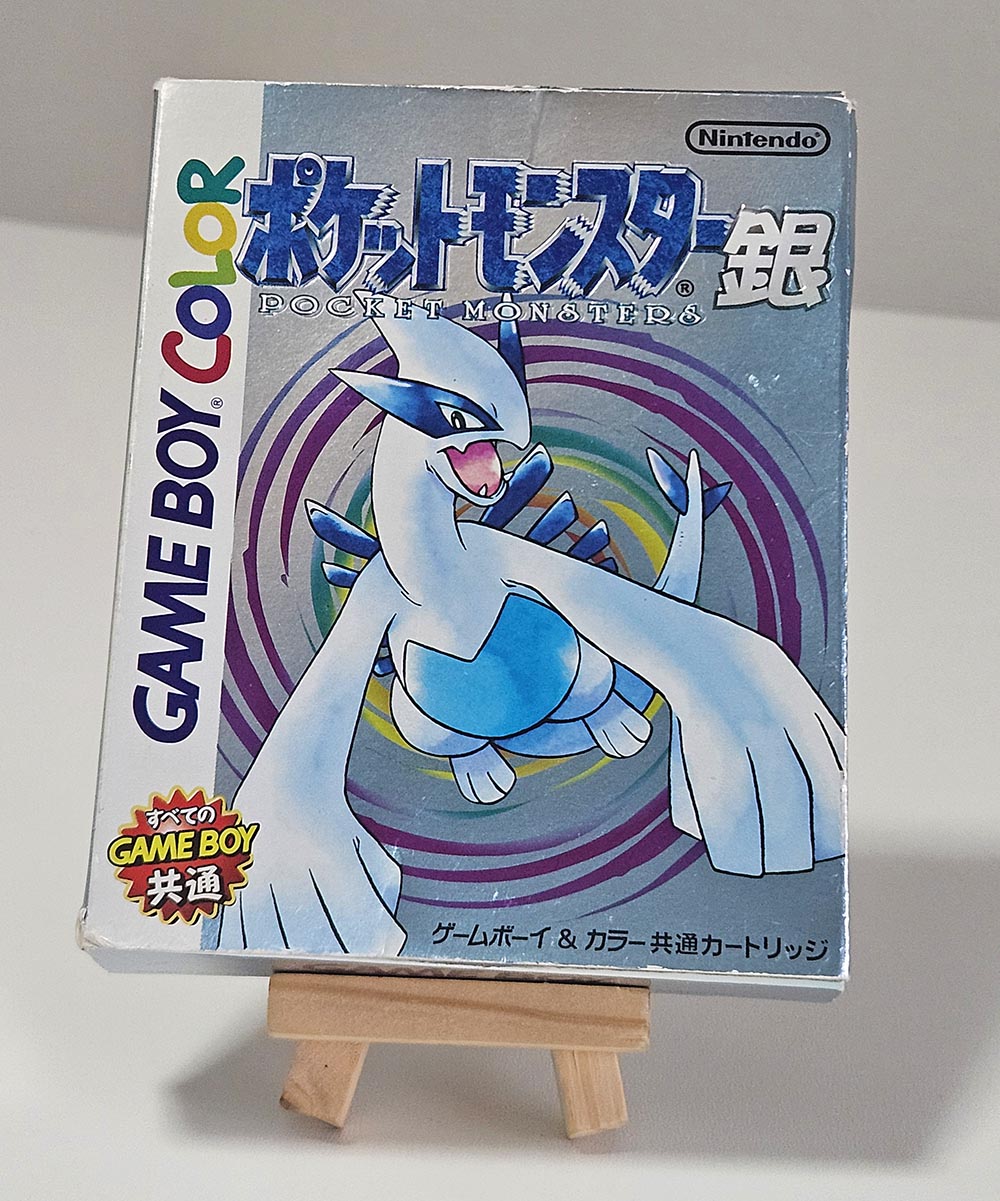 Nintendo®
ポケットモンスター銀
POCKET MONSTERS®
GAME BOY® COLOR
すべての
GAME BOY
共通
ゲームボーイ & カラー共通カートリッジ